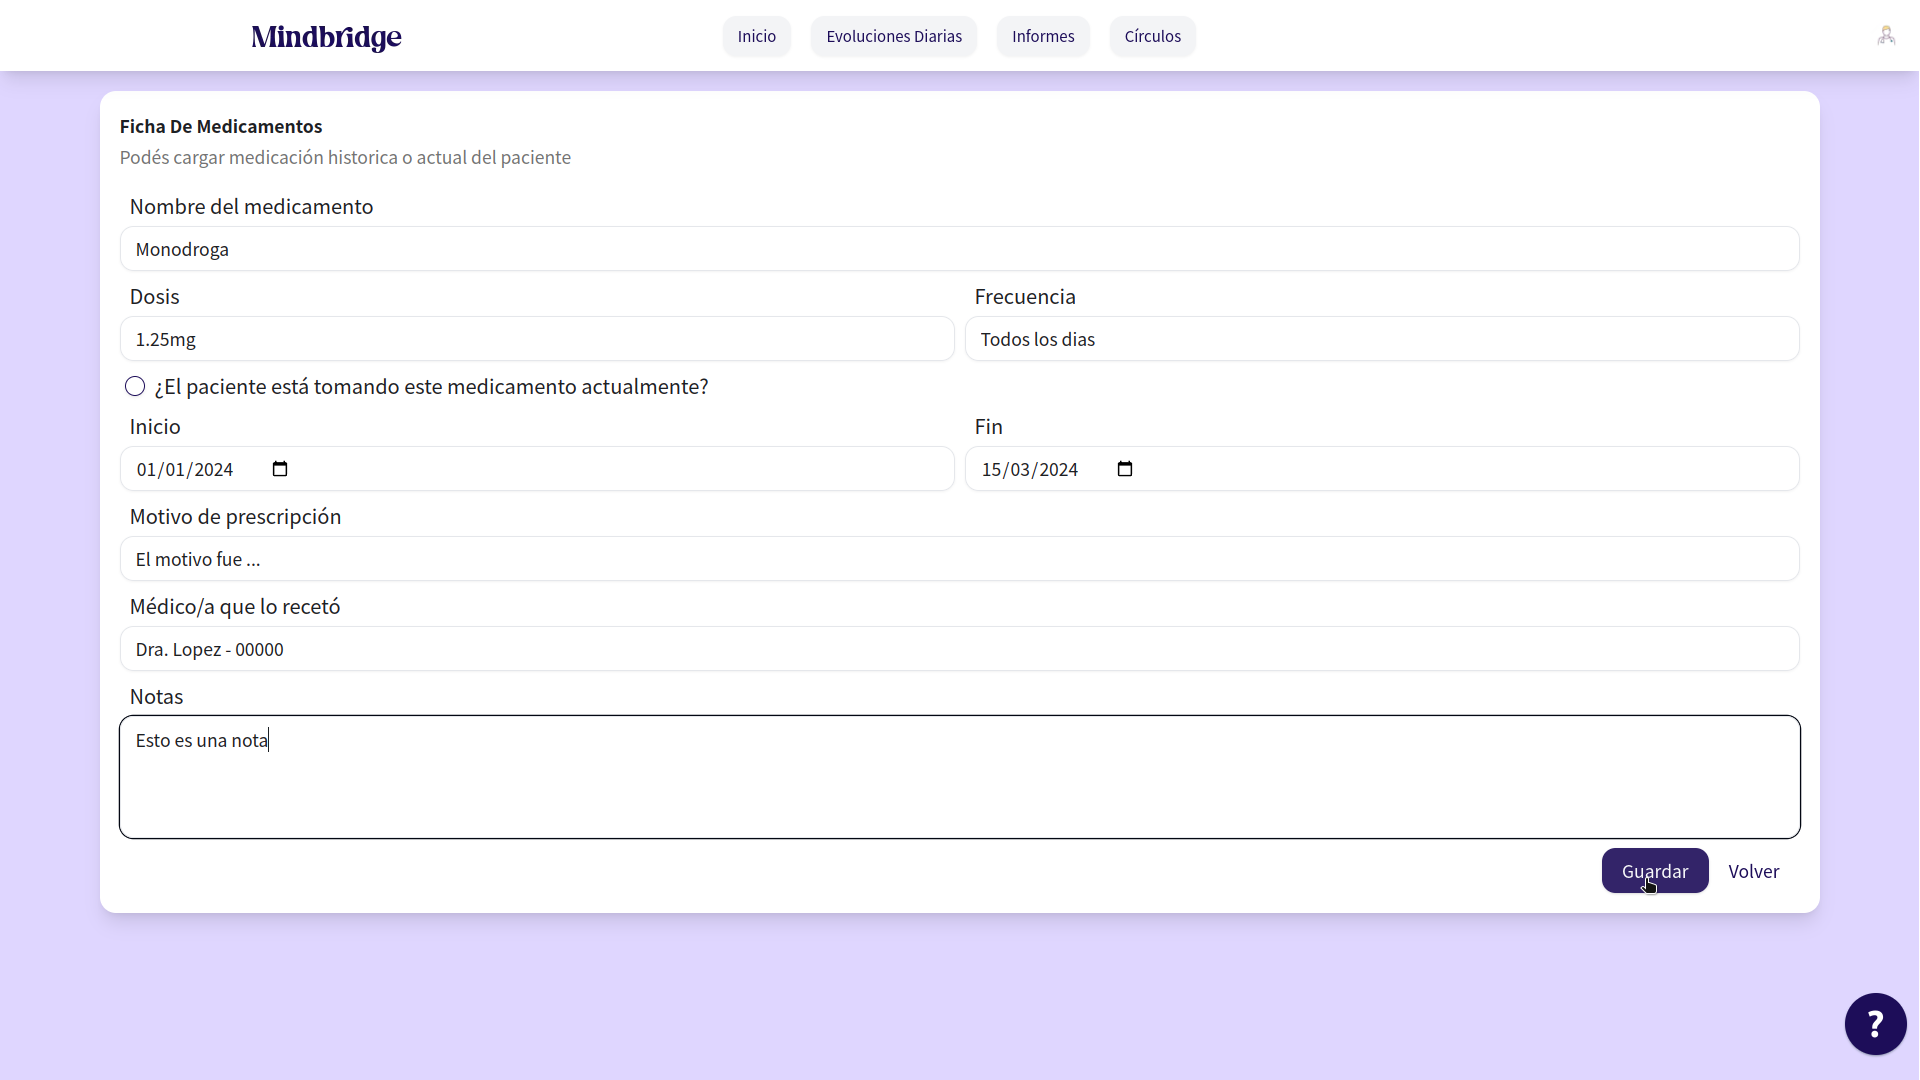 Mindbridge
Inicio
Evoluciones Diarias
Informes
Círculos
Ficha De Medicamentos
Podés cargar medicación historica o actual del paciente
Nombre del medicamento
Monodroga
Dosis
Frecuencia
1.25mg
Todos los dias
¿El paciente está tomando este medicamento actualmente?
Inicio
Fin
01/01/2024
15/03/2024
Motivo de prescripción
El motivo fue ...
Médico/a que lo recetó
Dra. Lopez - 00000
Notas
Esto es una nota
Guardar
Volver
?